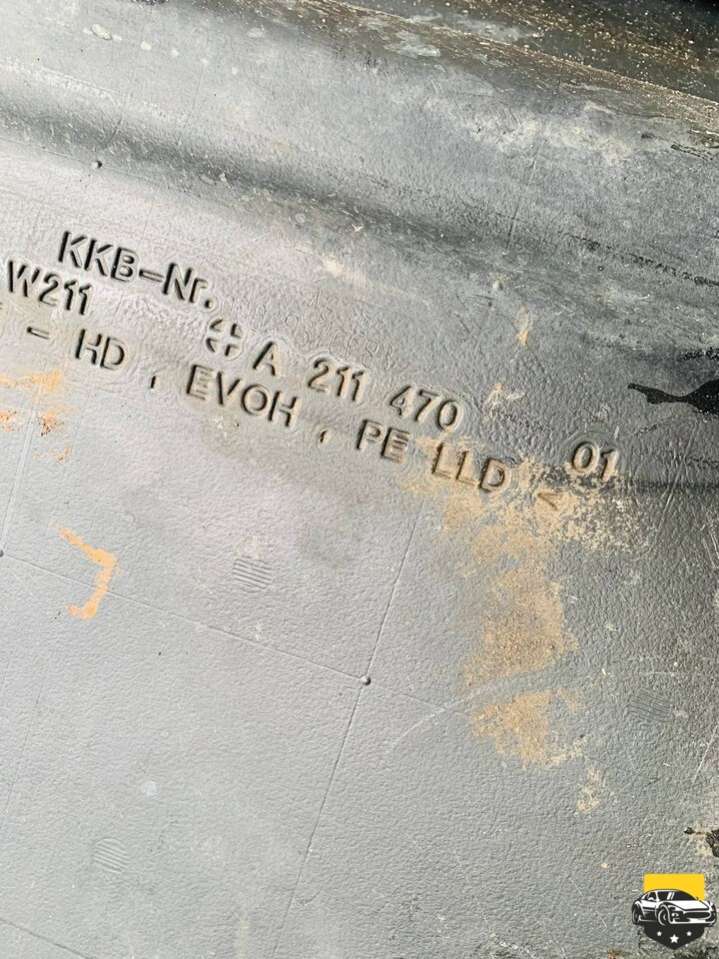 KKB-Nr.
W211 A 211 470 01
- HD , EVOH , PE LLD <